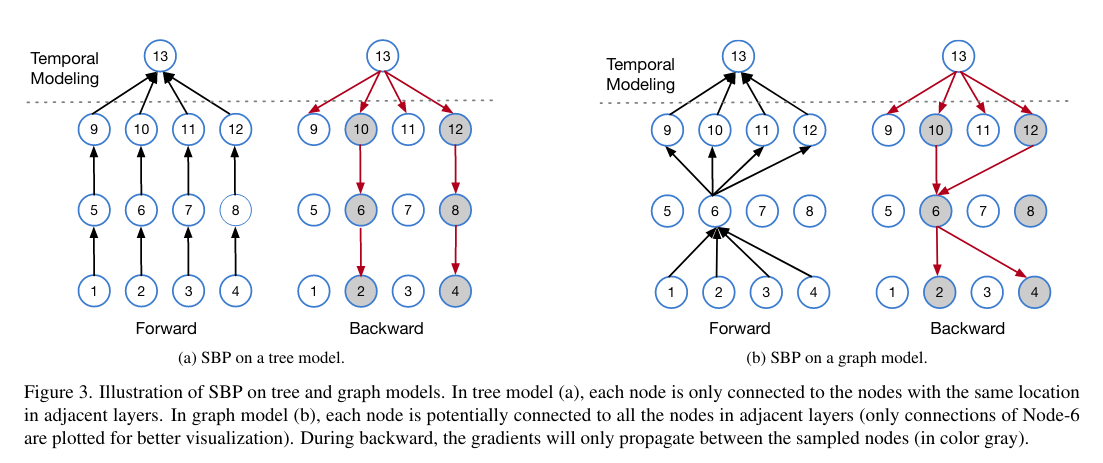 Temporal
Modeling
13
9 10 11 12
5 6 7 8
1 2 3 4
Forward
13
9 10 11 12
5 6 7 8
1 2 3 4
Backward
(a) SBP on a tree model.
Temporal
Modeling
13
9 10 11 12
5 6 7 8
1 2 3 4
Forward
13
9 10 11 12
5 6 7 8
1 2 3 4
Backward
(b) SBP on a graph model.
Figure 3. Illustration of SBP on tree and graph models. In tree model (a), each node is only connected to the nodes with the same location
in adjacent layers. In graph model (b), each node is potentially connected to all the nodes in adjacent layers (only connections of Node-6
are plotted for better visualization). During backward, the gradients will only propagate between the sampled nodes (in color gray).